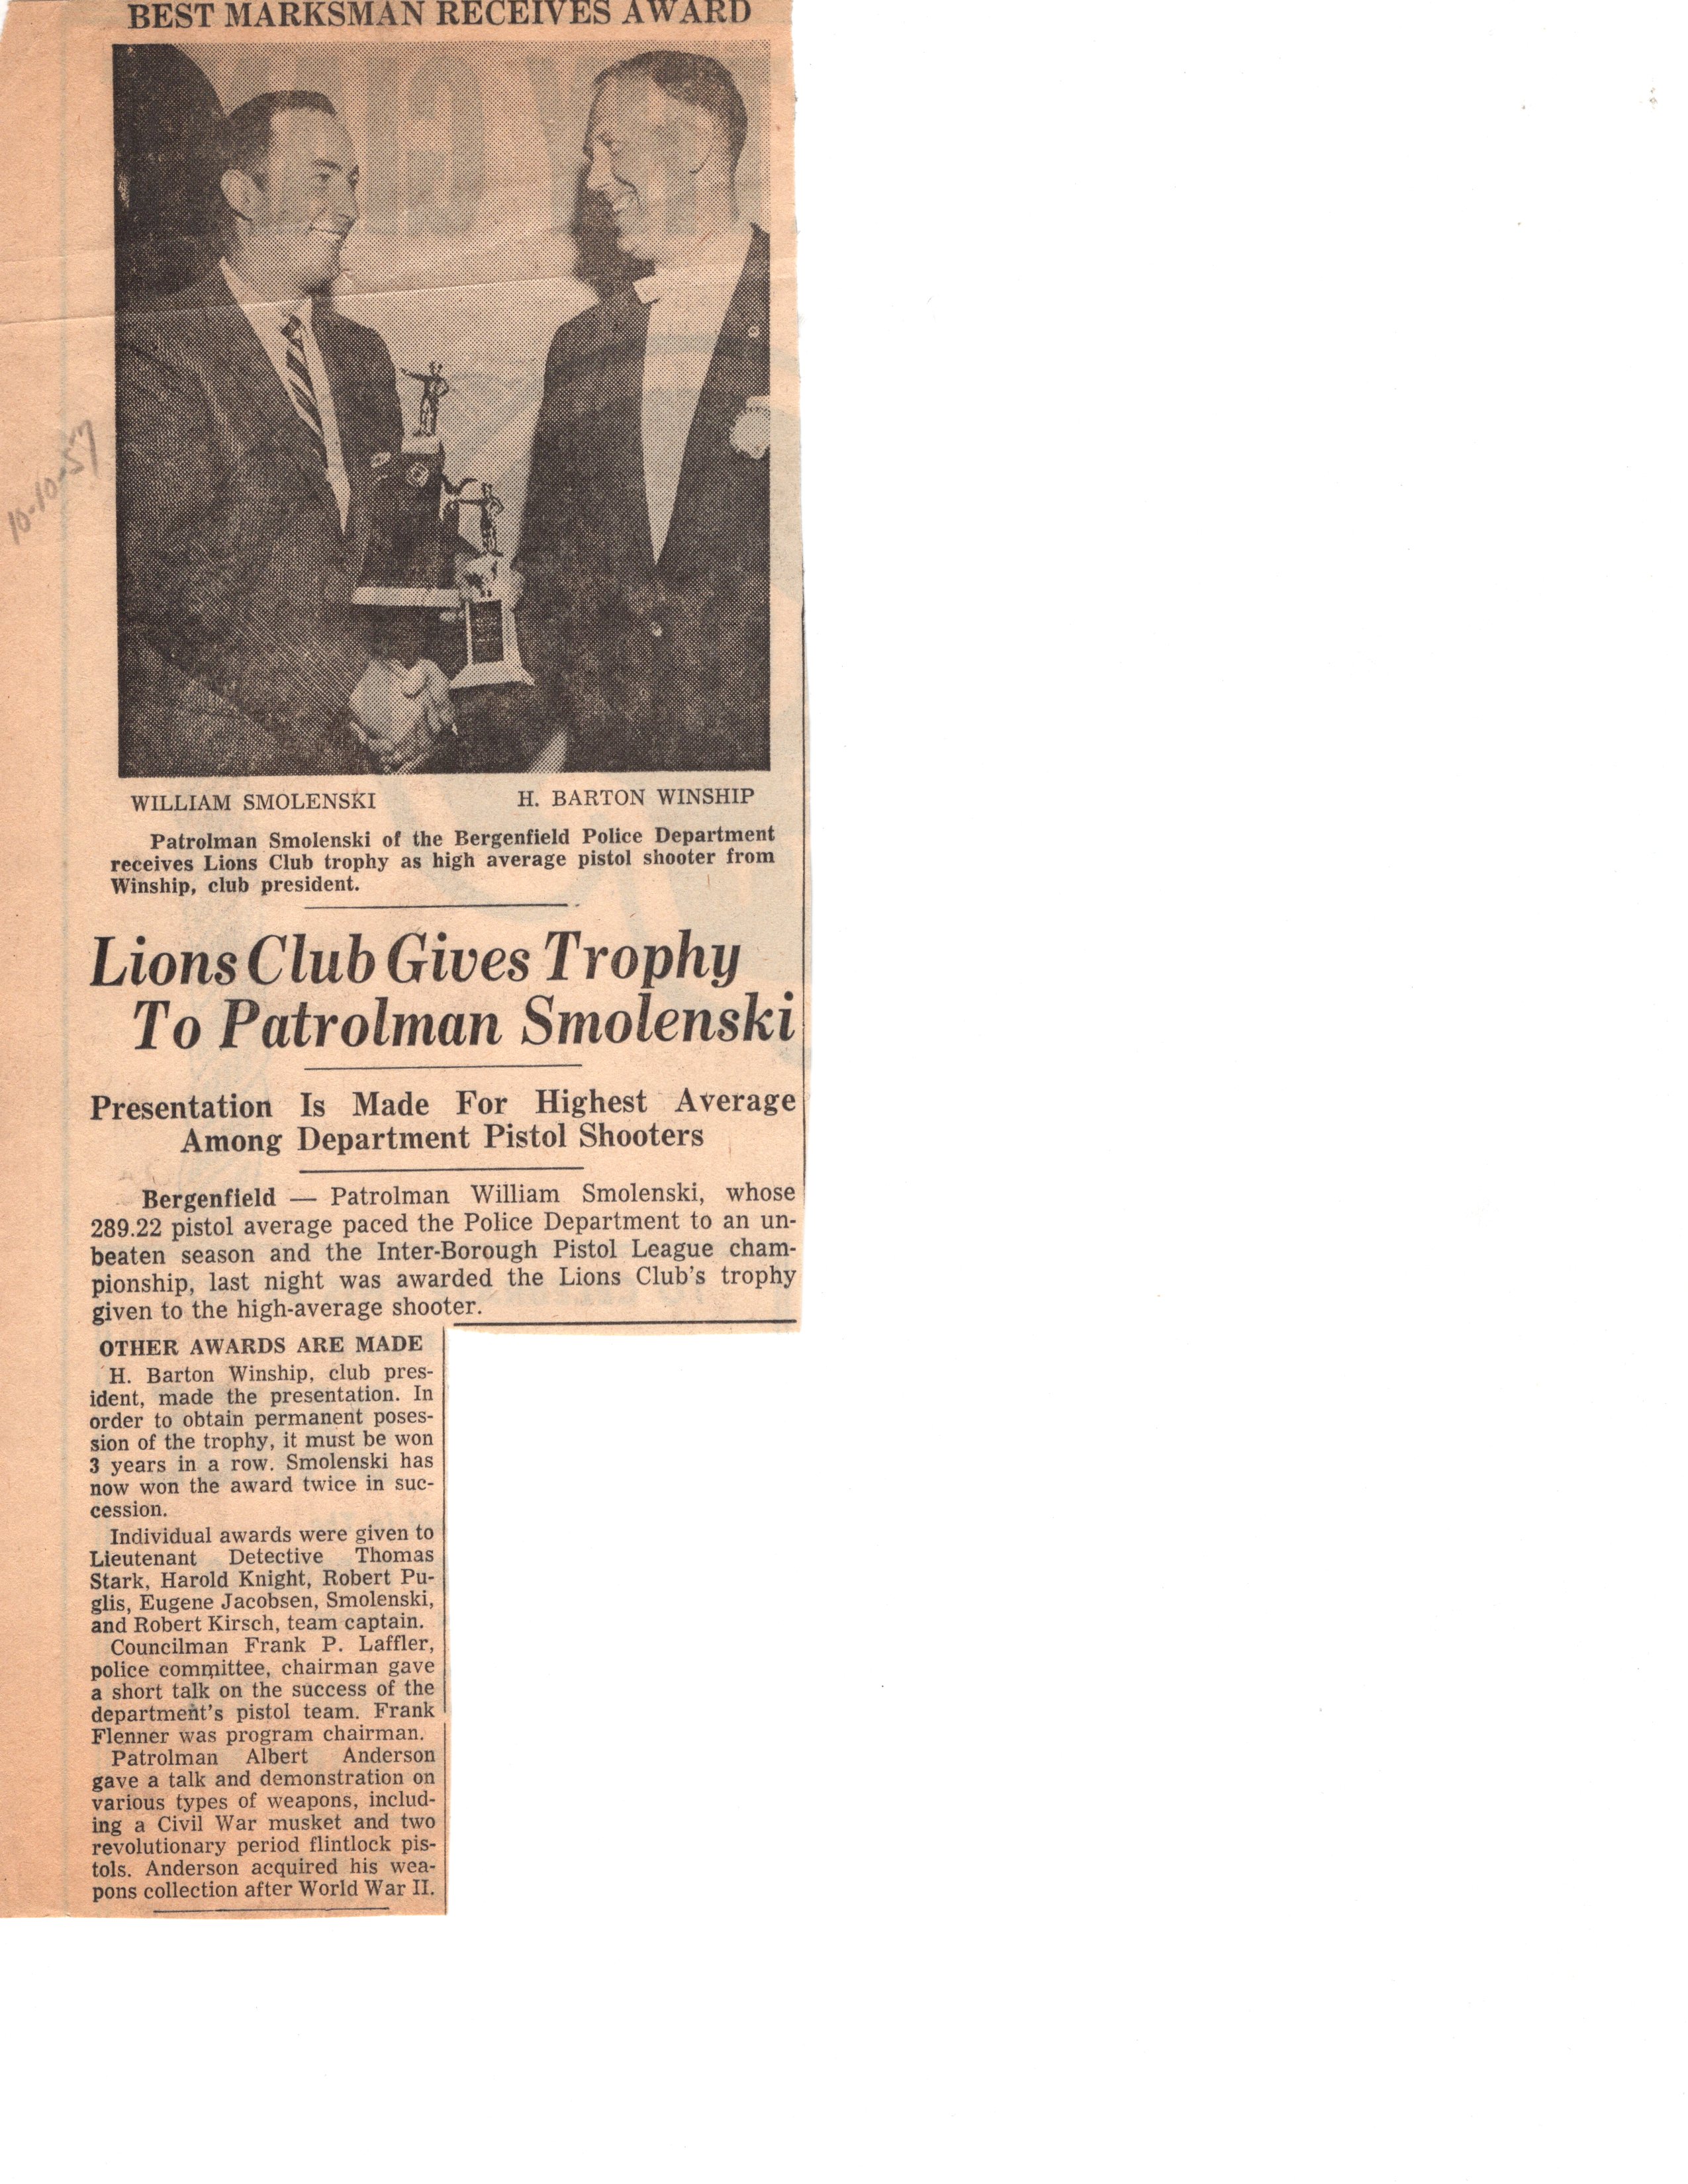 BEST MARKSMAN RECEIVES AWARD
10-10-57
WILLIAM SMOLENSKI H. BARTON WINSHIP
Patrolman Smolenski of the Bergenfield Police Department
receives Lions Club trophy as high average pistol shooter from
Winship, club president.
Lions Club Gives Trophy
To Patrolman Smolenski
Presentation Is Made For Highest Average
Among Department Pistol Shooters
Bergenfield — Patrolman William Smolenski, whose
289.22 pistol average paced the Police Department to an un-
beaten season and the Inter-Borough Pistol League cham-
pionship, last night was awarded the Lions Club's trophy
given to the high-average shooter.
OTHER AWARDS ARE MADE
H. Barton Winship, club pres-
ident, made the presentation. In
order to obtain permanent poses-
sion of the trophy, it must be won
3 years in a row. Smolenski has
now won the award twice in suc-
cession.
Individual awards were given to
Lieutenant Detective Thomas
Stark, Harold Knight, Robert Pu-
glis, Eugene Jacobsen, Smolenski,
and Robert Kirsch, team captain.
Councilman Frank P. Laffler,
police committee, chairman gave
a short talk on the success of the
department's pistol team. Frank
Flenner was program chairman.
Patrolman Albert Anderson
gave a talk and demonstration on
various types of weapons, includ-
ing a Civil War musket and two
revolutionary period flintlock pis-
tols. Anderson acquired his wea-
pons collection after World War II.